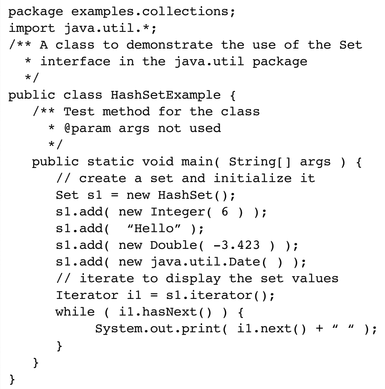 package examples.collections;
import java.util.*;
/** A class to demonstrate the use of the Set
  * interface in the java.util package
  */
public class HashSetExample {
   /** Test method for the class
     * @param args not used
     */
   public static void main( String[] args ) {
      // create a set and initialize it
      Set s1 = new HashSet();
      s1.add( new Integer( 6 ) );
      s1.add(  “Hello” );
      s1.add( new Double( -3.423 ) );
      s1.add( new java.util.Date( ) );
      // iterate to display the set values
      Iterator i1 = s1.iterator();
      while ( i1.hasNext() ) {
           System.out.print( i1.next() + “ “ );
      }
   }
}